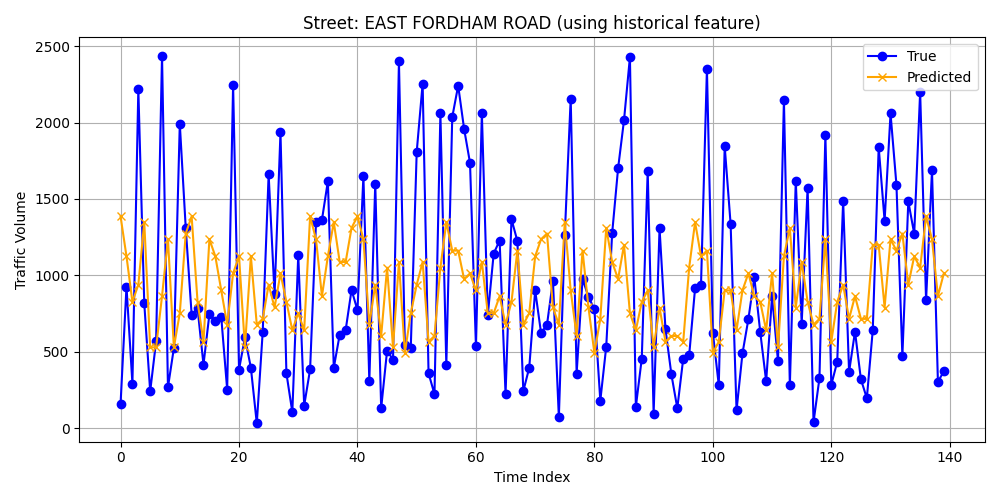 Street: EAST FORDHAM ROAD (using historical feature)
True
Predicted
Traffic Volume
2500
2000
1500
1000
500
0
0 20 40 60 80 100 120 140
Time Index